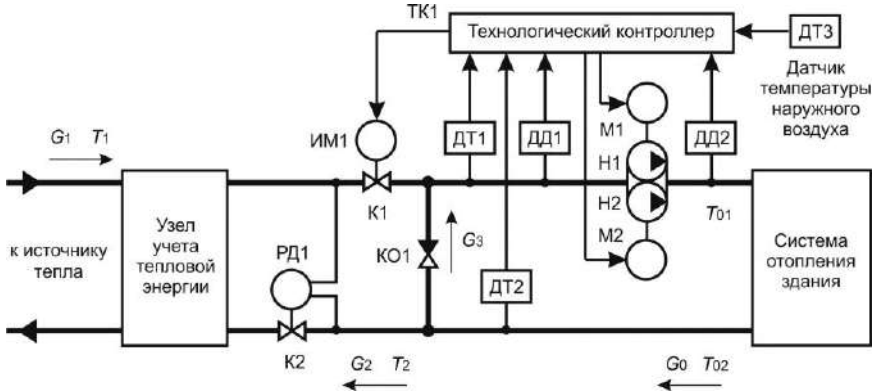 ТК1
Технологический контроллер
ДТ3
Датчик
температуры
наружного
воздуха
G1 T1
ИМ1
ДТ1
ДД1
М1
ДД2
Н1
К1
Н2
T01
Узел
учета
тепловой
энергии
к источнику
тепла
РД1
КО1
G3
М2
Система
отопления
здания
ДТ2
К2
G2 T2
G0 T02